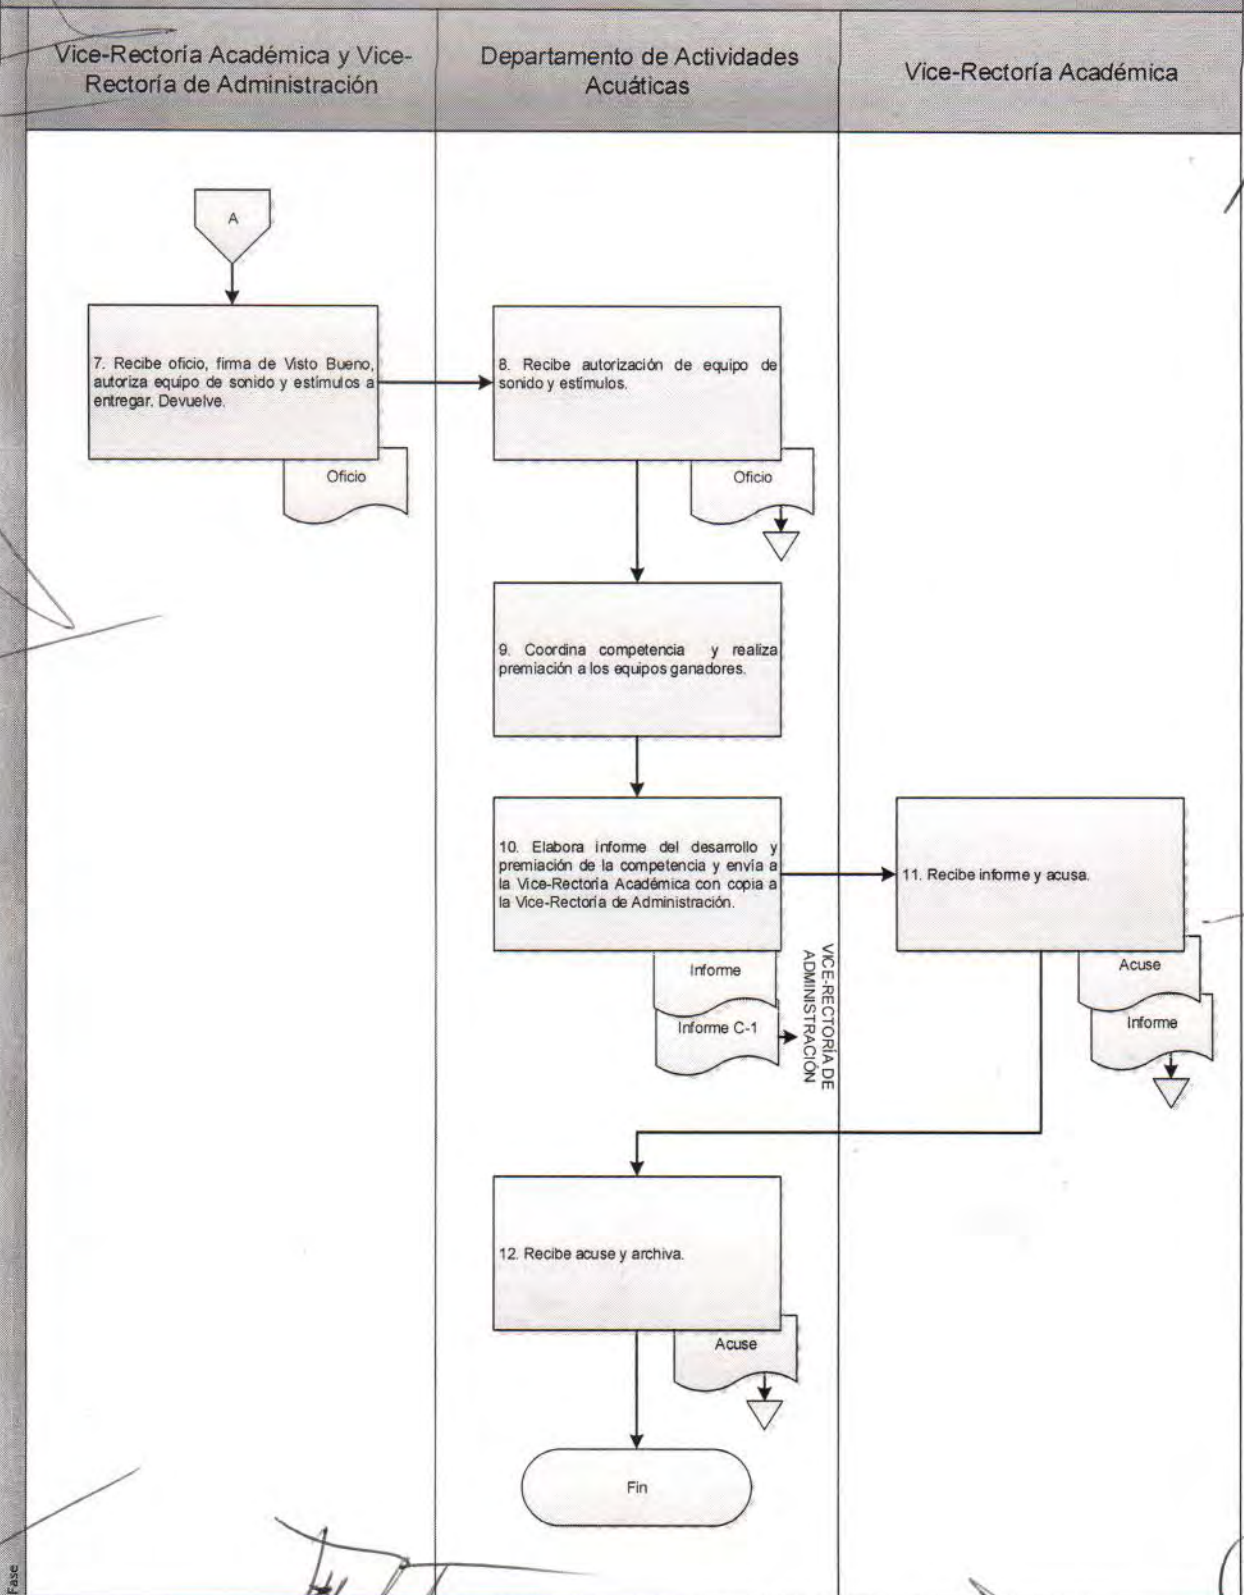 Vice-Rectoría Académica y Vice-
Rectoría de Administración
Departamento de Actividades
Acuáticas
Vice-Rectoría Académica
A
7. Recibe oficio, firma de Visto Bueno,
autoriza equipo de sonido y estímulos a
entregar. Devuelve.
Oficio
8. Recibe autorización de equipo de
sonido y estímulos.
Oficio
9. Coordina competencia y realiza
premiación a los equipos ganadores.
10. Elabora informe del desarrollo y
premiación de la competencia y envía a
la Vice-Rectoría Académica con copia a
la Vice-Rectoría de Administración.
Informe
Informe C-1
VICE-RECTORÍA DE
ADMINISTRACIÓN
11. Recibe informe y acusa.
Acuse
Informe
12. Recibe acuse y archiva.
Acuse
Fin
Fase